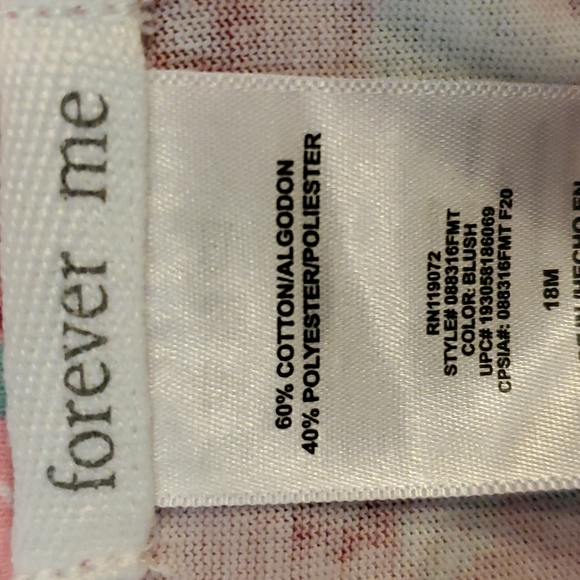 forever me
60% COTTON/ALGODON
40% POLYESTER/POLIESTER
RN119072
STYLE# 088316FMT
COLOR: BLUSH
UPC# 193058186069
CPSIA#: 088316FMT F20
18M